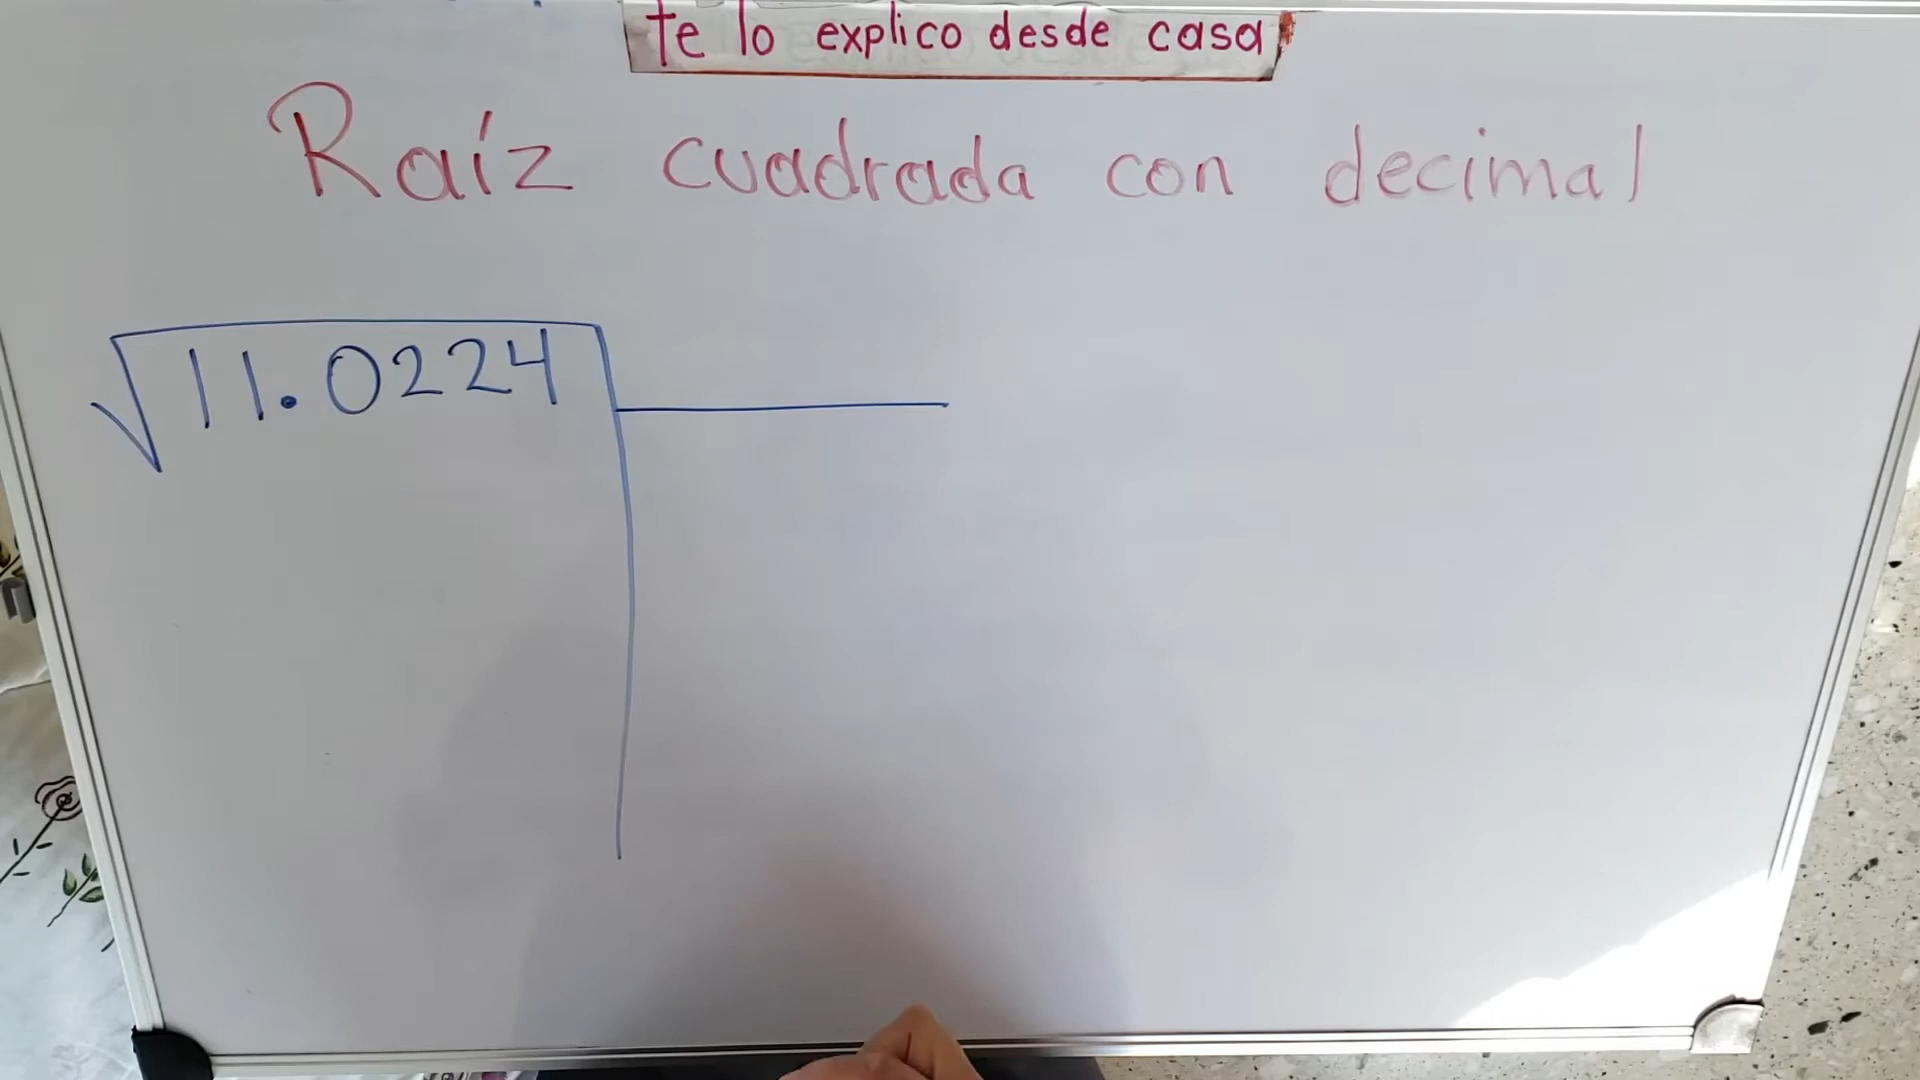 te lo explico desde casa
Raíz cuadrada con decimal
√11.0224